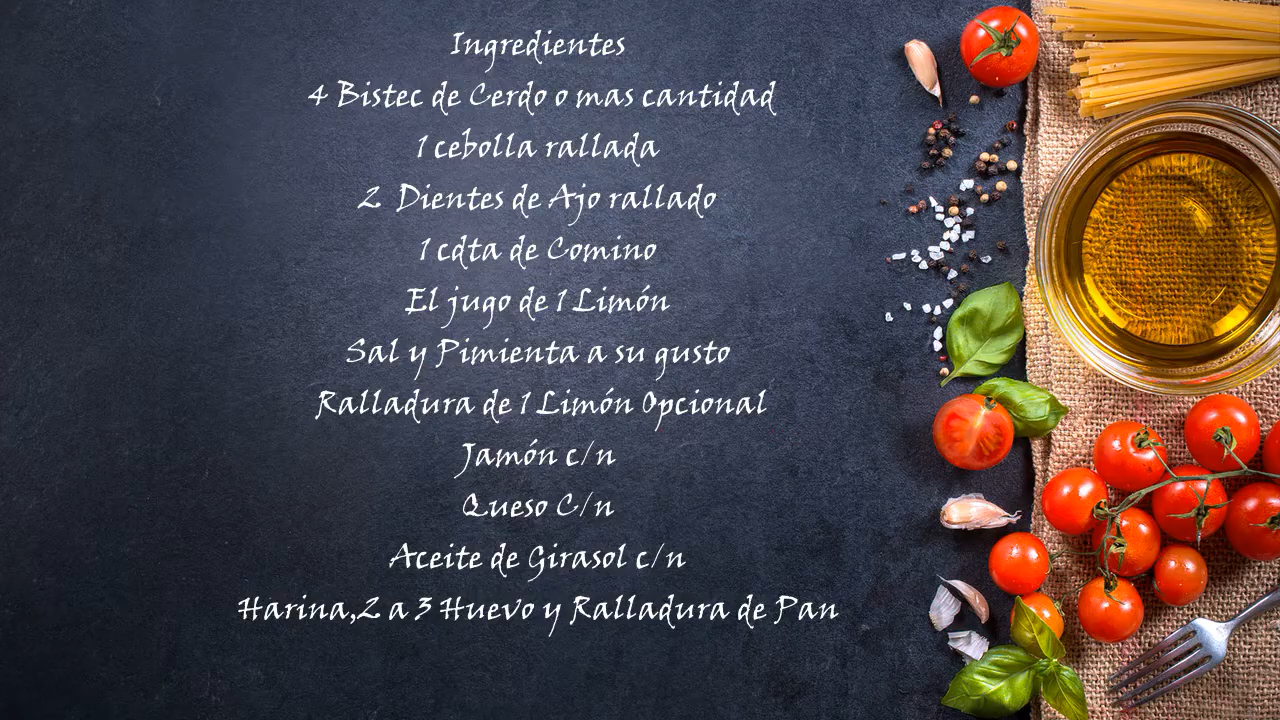 Ingredientes
4 Bistec de Cerdo o mas cantidad
1 cebolla rallada
2 Dientes de Ajo rallado
1 cdta de Comino
El jugo de 1 Limón
Sal y Pimienta a su gusto
Ralladura de 1 Limón Opcional
Jamón c/n
Queso C/n
Aceite de Girasol c/n
Harina,2 a 3 Huevo y Ralladura de Pan